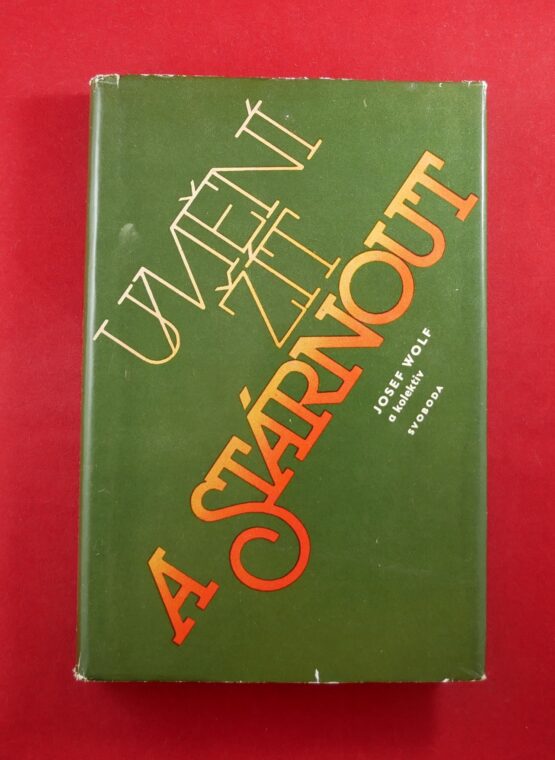 UMĚNÍ
ŽÍT
A STÁRNOUT
JOSEF WOLF
a kolektiv
SVOBODA